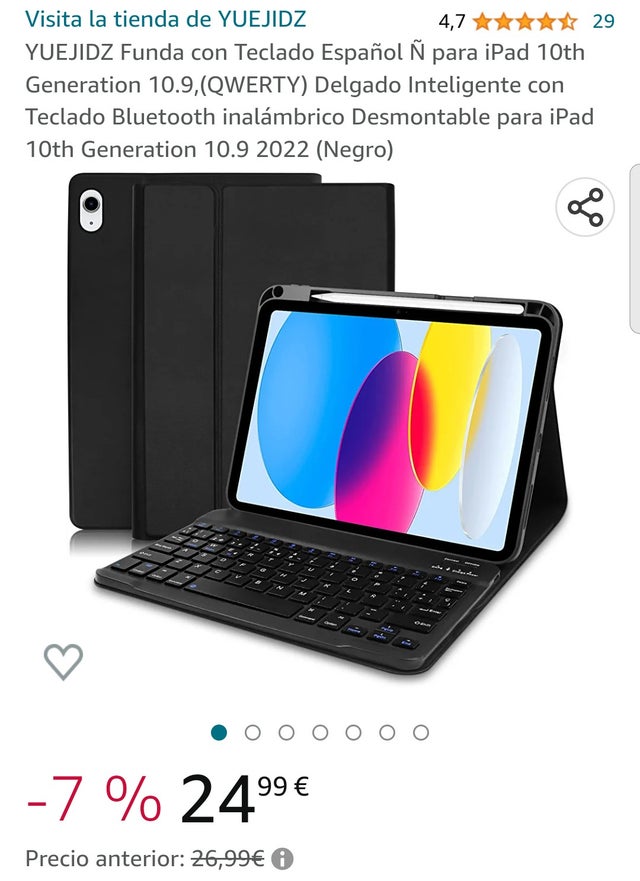 Visita la tienda de YUEJIDZ
4,7 29
YUEJIDZ Funda con Teclado Español Ñ para iPad 10th
Generation 10.9,(QWERTY) Delgado Inteligente con
Teclado Bluetooth inalámbrico Desmontable para iPad
10th Generation 10.9 2022 (Negro)
-7 % 24 99 €
Precio anterior: 26,99€